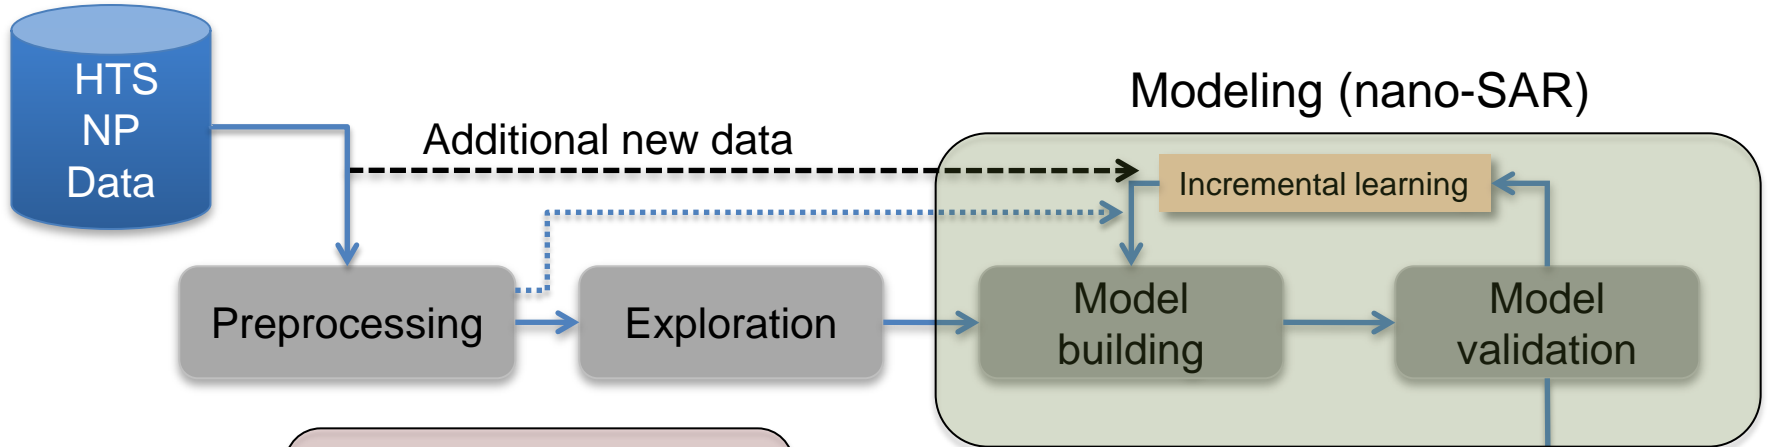 HTS
NP
Data
Modeling (nano-SAR)
Additional new data
Incremental learning
Preprocessing
Exploration
Model
building
Model
validation